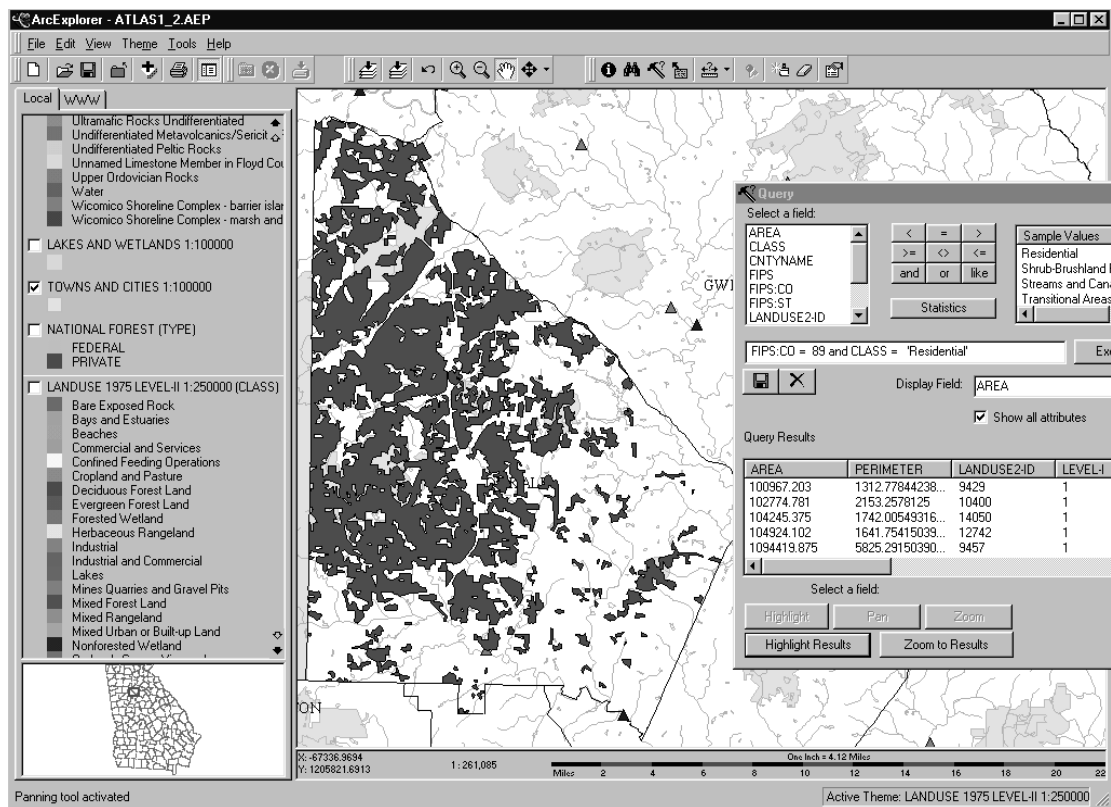 ArcExplorer - ATLAS1_2.AEP
File Edit View Theme Tools Help
Local WWW
Ultramafic Rocks Undifferentiated
Undifferentiated Metavolcanics/Sericit
Undifferentiated Peltic Rocks
Unnamed Limestone Member in Floyd Cou
Upper Ordovician Rocks
Water
Wicomico Shoreline Complex - barrier islar
Wicomico Shoreline Complex - marsh and
LAKES AND WETLANDS 1:100000
TOWNS AND CITIES 1:100000
NATIONAL FOREST (TYPE)
FEDERAL
PRIVATE
LANDUSE 1975 LEVEL-II 1:250000 (CLASS)
Bare Exposed Rock
Bays and Estuaries
Beaches
Commercial and Services
Confined Feeding Operations
Cropland and Pasture
Deciduous Forest Land
Evergreen Forest Land
Forested Wetland
Herbaceous Rangeland
Industrial
Industrial and Commercial
Lakes
Mines Quarries and Gravel Pits
Mixed Forest Land
Mixed Rangeland
Mixed Urban or Built-up Land
Nonforested Wetland
GWI
TON
Query
Select a field:
AREA
CLASS
CNTYNAME
FIPS
FIPS:CO
FIPS:ST
LANDUSE2-ID
< = >
>= <> <=
and or like
Statistics
Sample Values
Residential
Shrub-Brushland
Streams and Cana
Transitional Areas
FIPS:CO = 89 and CLASS = 'Residential'
Exe
Display Field: AREA
Show all attributes
Query Results
AREA PERIMETER LANDUSE2-ID LEVEL-I
100967.203 1312.77844238... 9429 1
102774.781 2153.2578125 10400 1
104245.375 1742.00549316... 14050 1
104924.102 1641.75415039... 12742 1
1094419.875 5825.29150390... 9457 1
Select a field:
Highlight Pan Zoom
Highlight Results Zoom to Results
X: -67336.9694
Y: 1205821.6913
1 : 261,085
One Inch = 4.12 Miles
Miles 2 4 6 8 10 12 14 16 18 20 22
Panning tool activated
Active Theme: LANDUSE 1975 LEVEL-II 1:250000